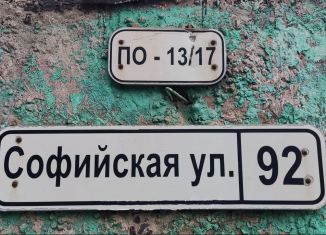 ПО - 13/17
Софийская ул. 92